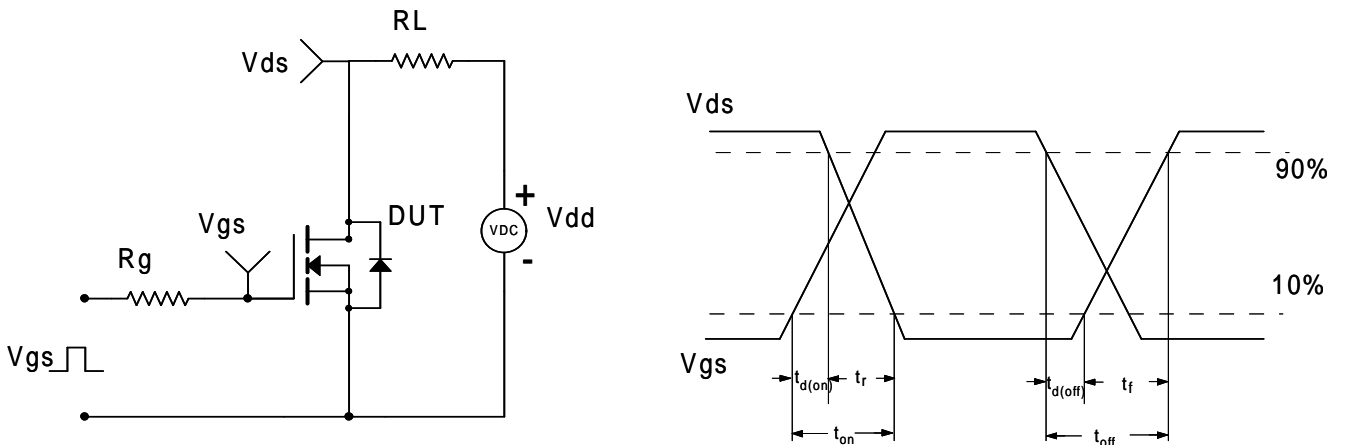 RL
Vds
Vgs
DUT
VDC
+
-
Vdd
Rg
Vgs
Vds
90%
10%
Vgs
td(on)
tr
td(off)
tf
ton
toff